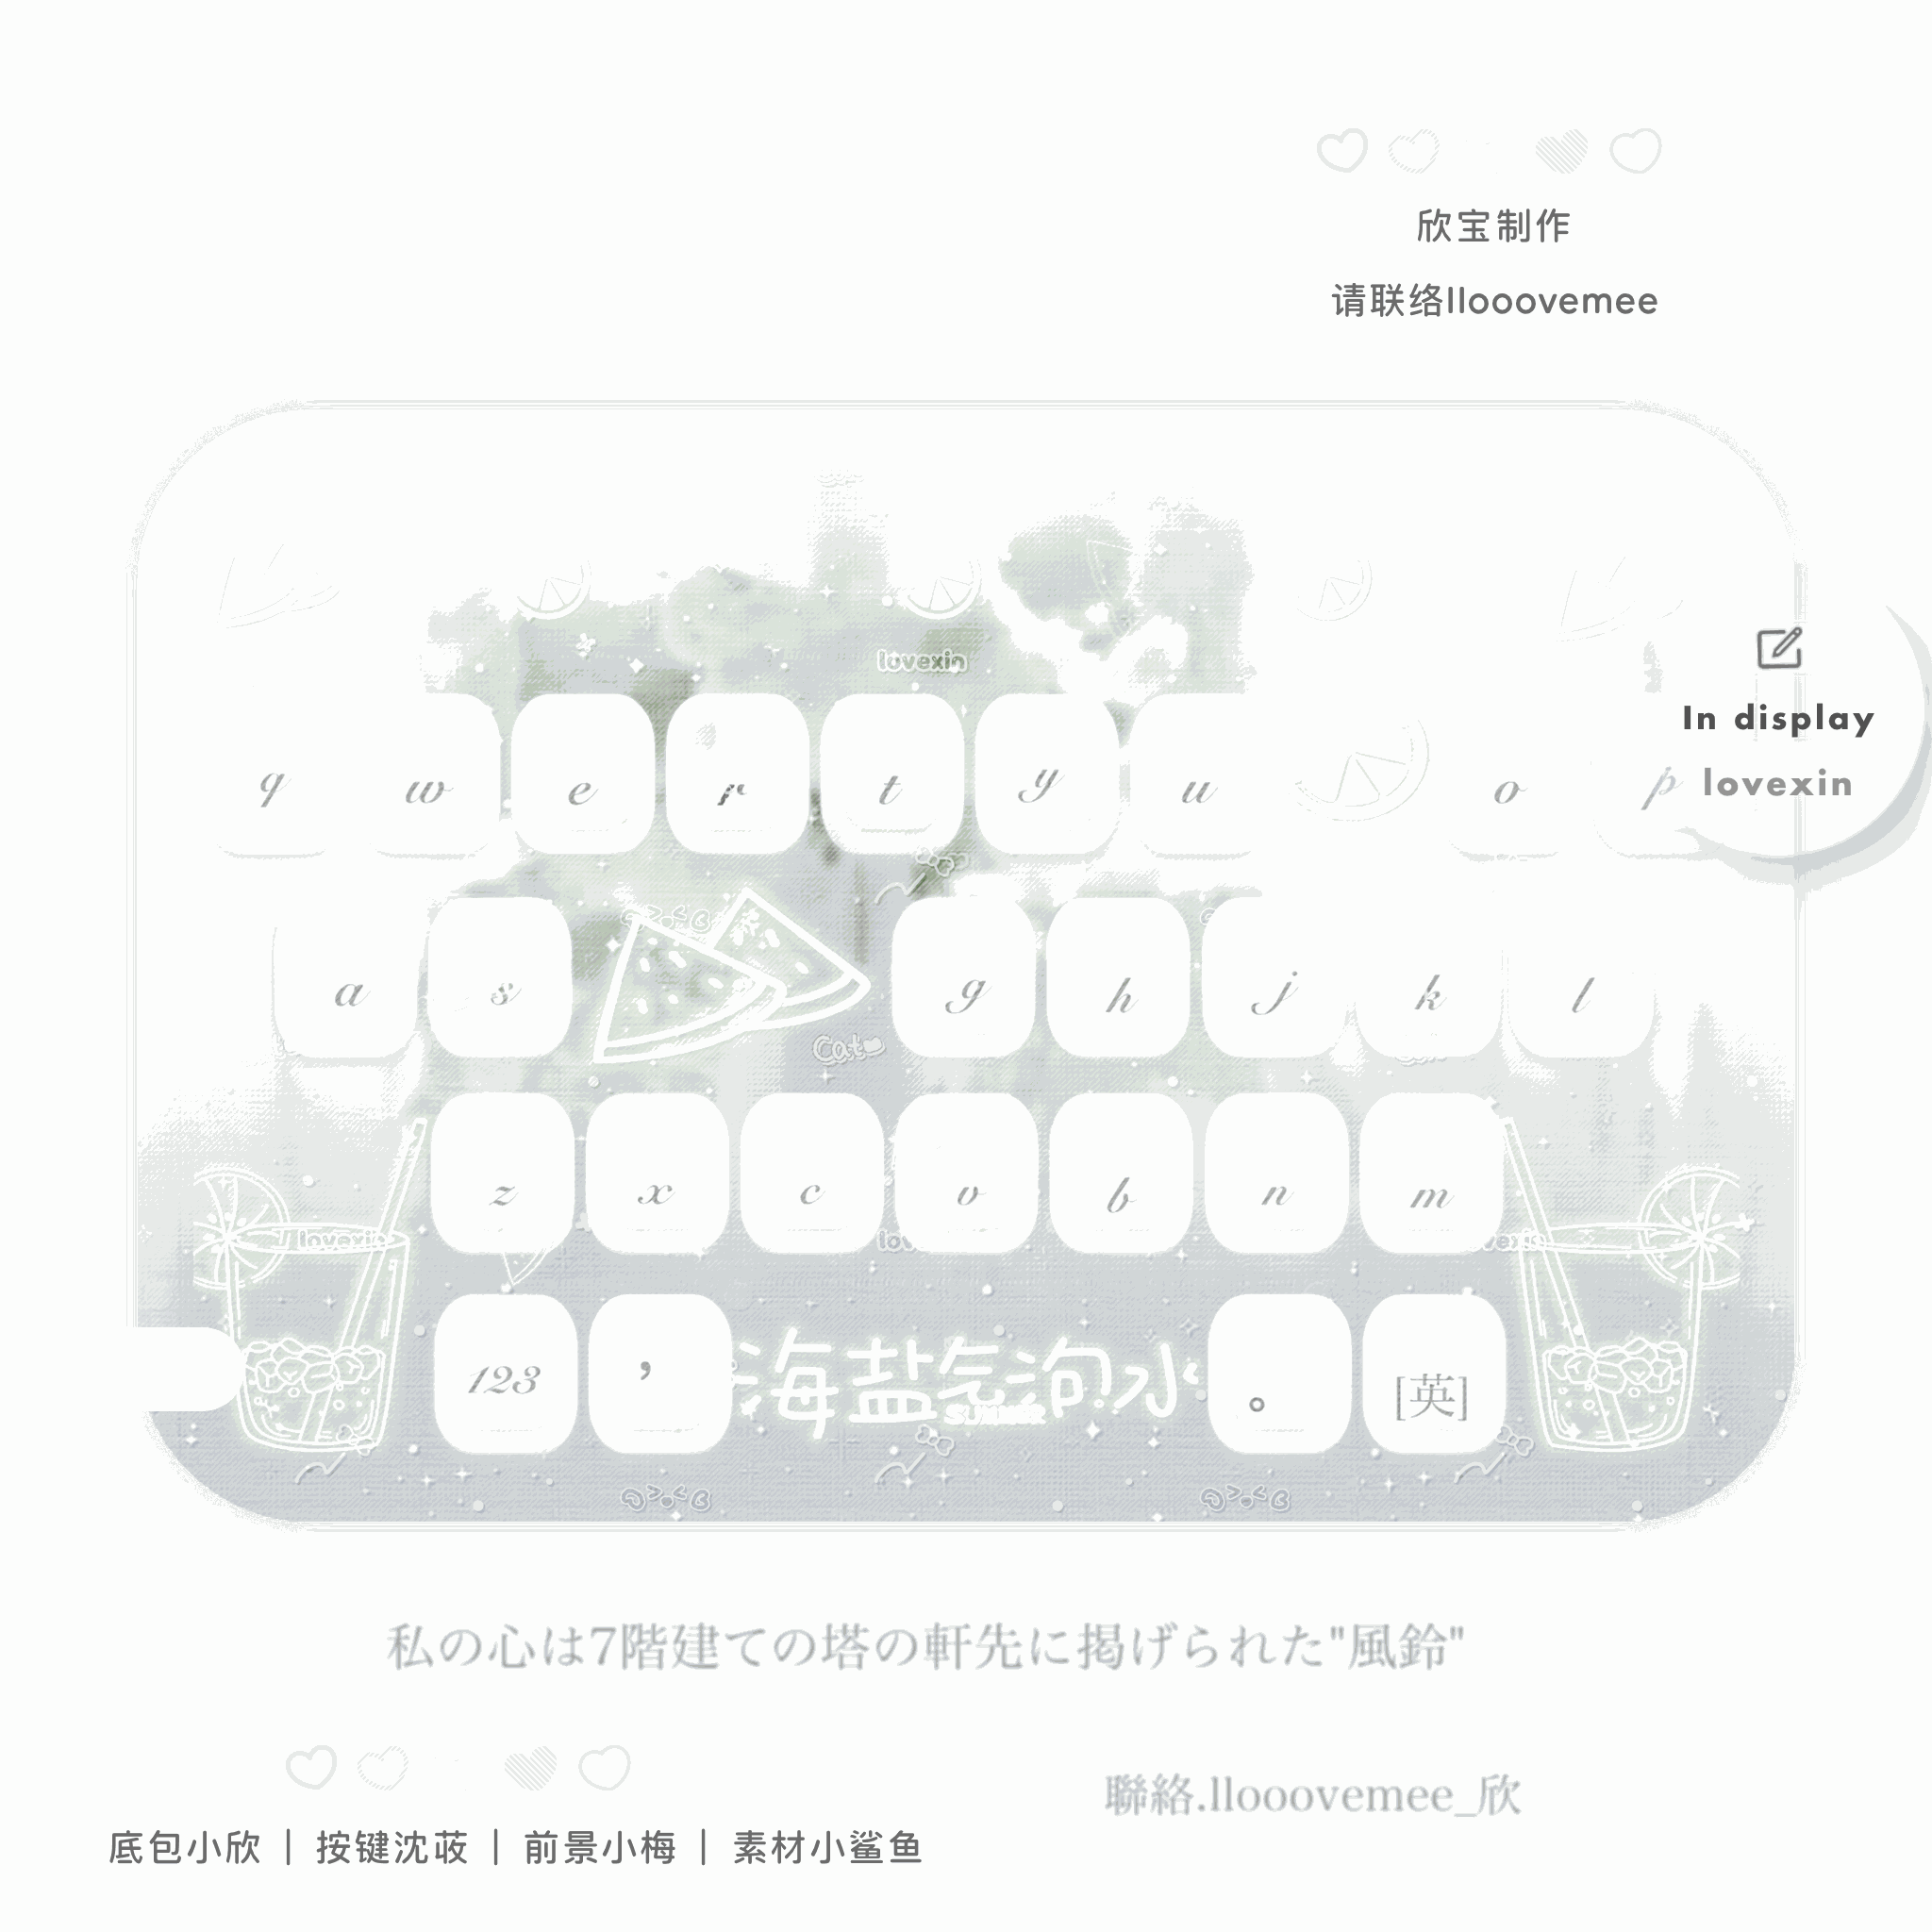 欣宝制作
请联络llooovemee
lovexin
In display
lovexin
q w e r t y u o p
a s g h j k l
Cat
z x c v b n m
lovexin
123 , 海盐气泡水 。 [英]
SUMMER
私の心は7階建ての塔の軒先に掲げられた"風鈴"
聯絡.llooovemee_欣
底包小欣 | 按键沈蔹 | 前景小梅 | 素材小鲨鱼